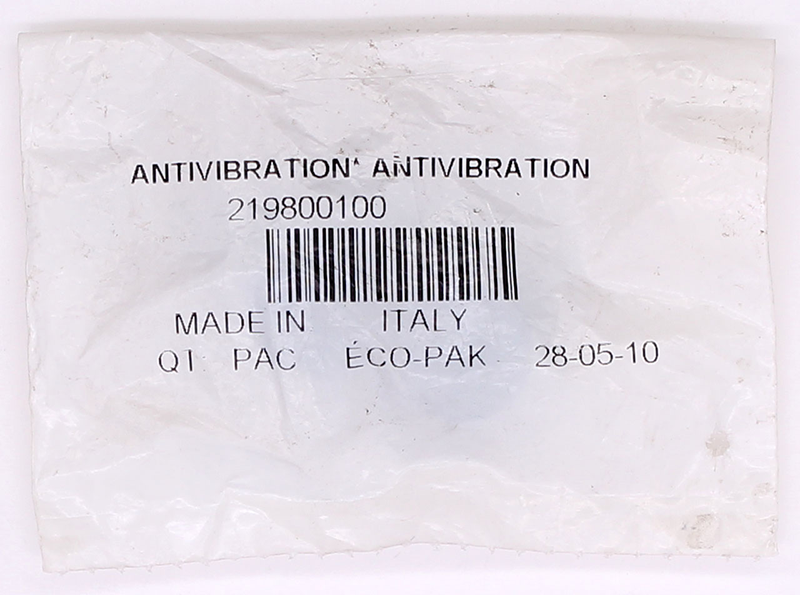 ANTIVIBRATION* ANTIVIBRATION
219800100
MADE IN ITALY
QT PAC ÉCO-PAK 28-05-10